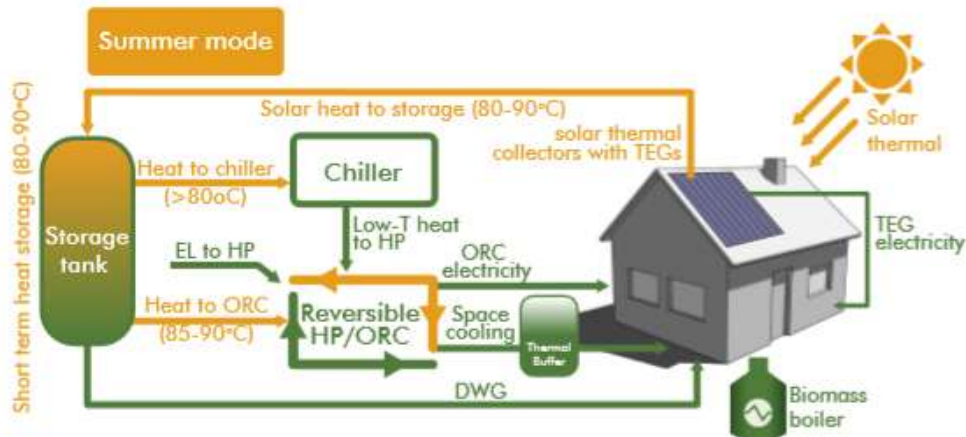 Summer mode
Short term heat storage (80-90°C)
Solar heat to storage (80-90°C)
solar thermal
collectors with TEGs
Solar
thermal
Storage
tank
Heat to chiller
(>80oC)
Chiller
Low-T heat
to HP
EL to HP
ORC
electricity
TEG
electricity
Heat to ORC
(85-90°C)
Reversible
HP/ORC
Space
cooling
Thermal
Buffer
DWG
Biomass
boiler